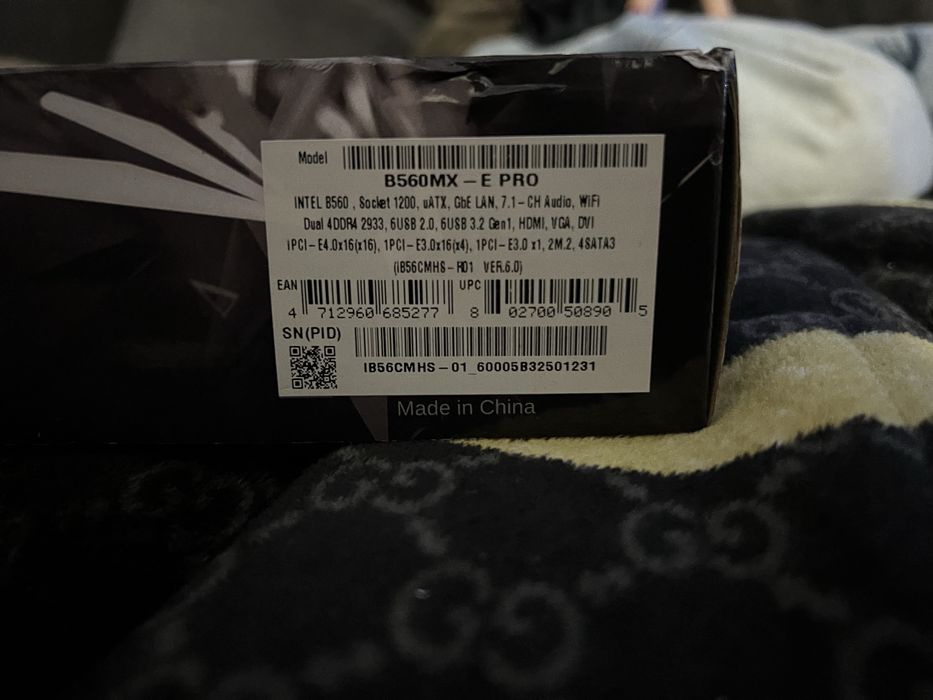 Model
B560MX-E PRO
INTEL B560 , Socket 1200, uATX, GbE LAN, 7.1-CH Audio, WiFi
Dual 4DDR4 2933, 6USB 2.0, 6USB 3.2 Gen1, HDMI, VGA, DVI
1PCI-E4.0x16(x16), 1PCI-E3.0x16(x4), 1PCI-E3.0 x1, 2M.2, 4SATA3
(IB56CMHS-R01 VER.6.0)
EAN UPC
4 712960 685277 8 02700 50890 5
SN(PID)
IB56CMHS-01_60005B32501231
Made in China